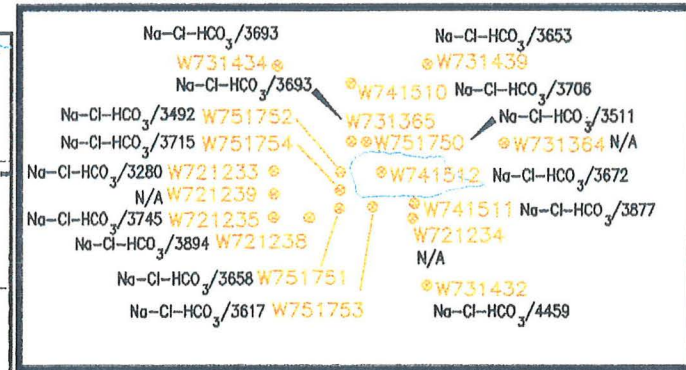 Na-Cl-HCO3/3693 Na-Cl-HCO3/3653
W731434 W731439
Na-Cl-HCO3/3693 W741510 Na-Cl-HCO3/3706
Na-Cl-HCO3/3492 W751752 W731365 Na-Cl-HCO3/3511
Na-Cl-HCO3/3715 W751754 W751750 W731364 N/A
Na-Cl-HCO3/3280 W721233 W741512 Na-Cl-HCO3/3672
N/A W721239
Na-Cl-HCO3/3745 W721235 W741511 Na-Cl-HCO3/3877
Na-Cl-HCO3/3894 W721238 W721234
N/A
Na-Cl-HCO3/3658 W751751 W731432
Na-Cl-HCO3/3617 W751753 Na-Cl-HCO3/4459